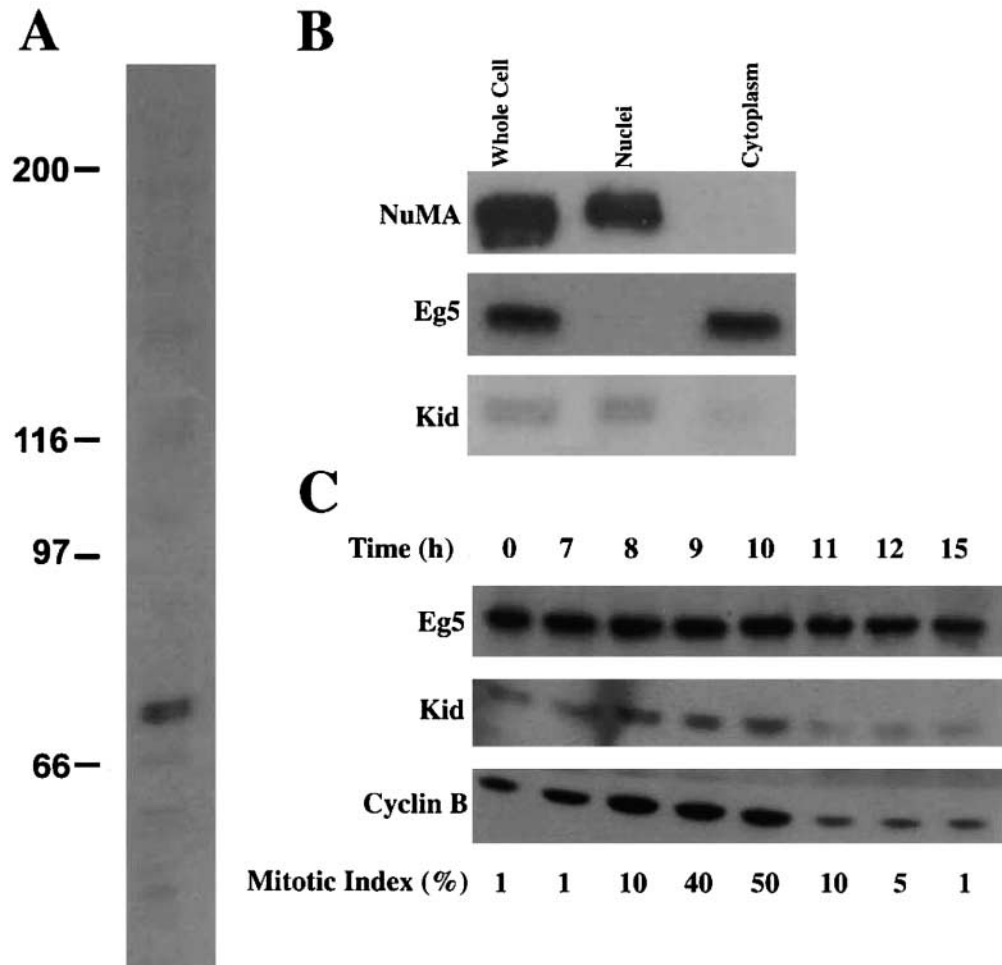 A
200
116
97
66
B
Whole Cell
Nuclei
Cytoplasm
NuMA
Eg5
Kid
C
Time (h) 0 7 8 9 10 11 12 15
Eg5
Kid
Cyclin B
Mitotic Index (%) 1 1 10 40 50 10 5 1